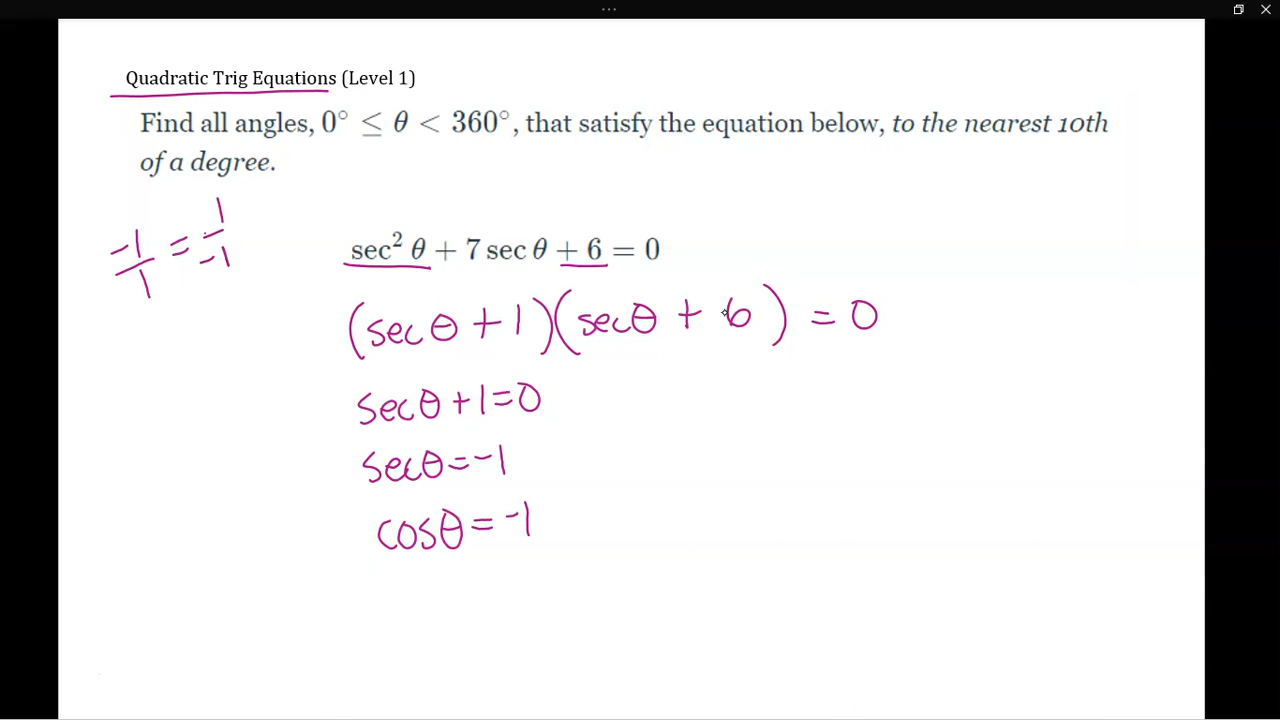 Quadratic Trig Equations (Level 1)
Find all angles, 0° ≤ θ < 360°, that satisfy the equation below, to the nearest 10th
of a degree.
-1/1 = 1/-1
sec² θ + 7 sec θ + 6 = 0
(secθ + 1)(secθ + 6) = 0
secθ + 1 = 0
secθ = -1
cosθ = -1